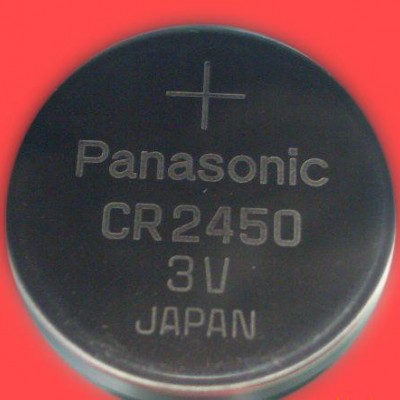 +
Panasonic
CR2450
3V
JAPAN